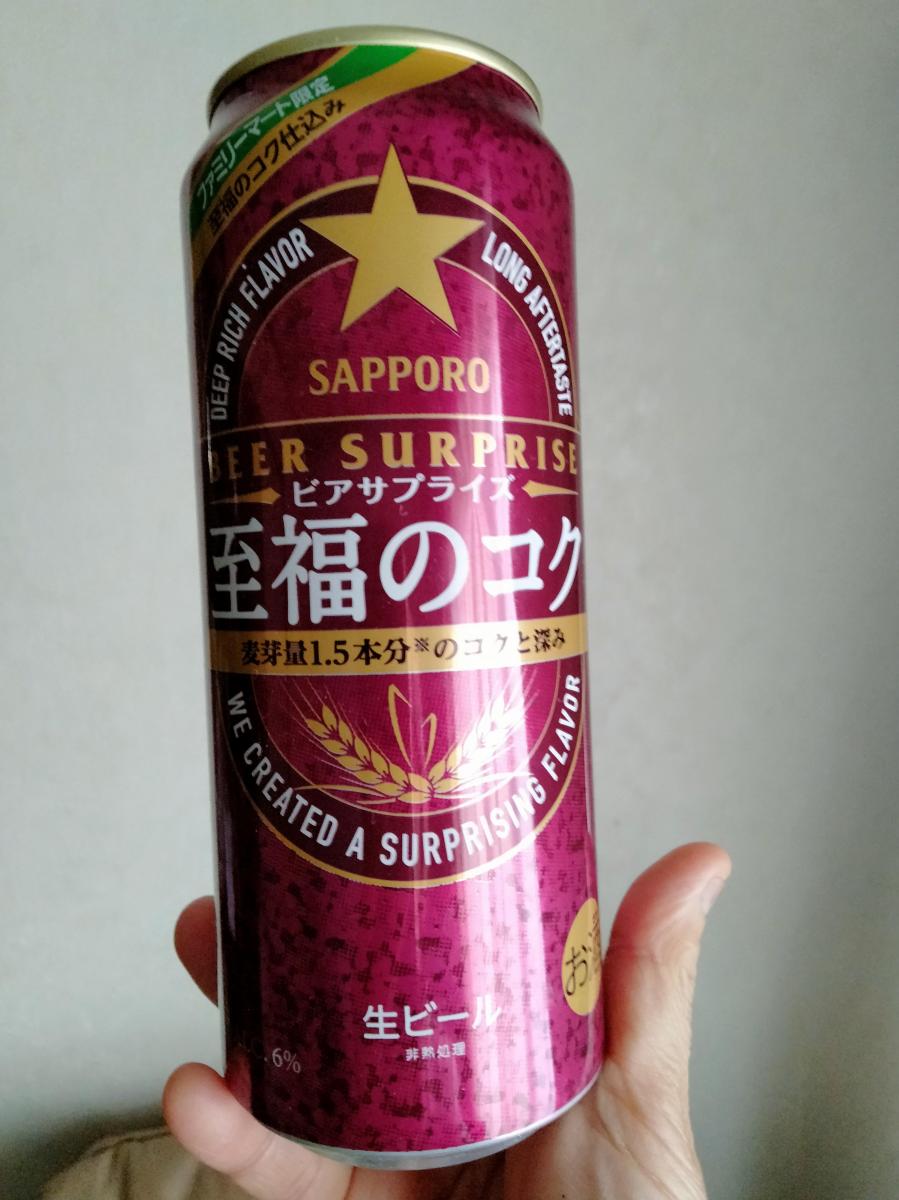 ファミリーマート限定
至福のコク仕込み
DEEP RICH FLAVOR
LONG AFTERTASTE
SAPPORO
BEER SURPRISE
ビアサプライズ
至福のコク
麦芽量1.5本分※のコクと深み
WE CREATED A SURPRISING FLAVOR
お酒
生ビール
非熱処理
6%